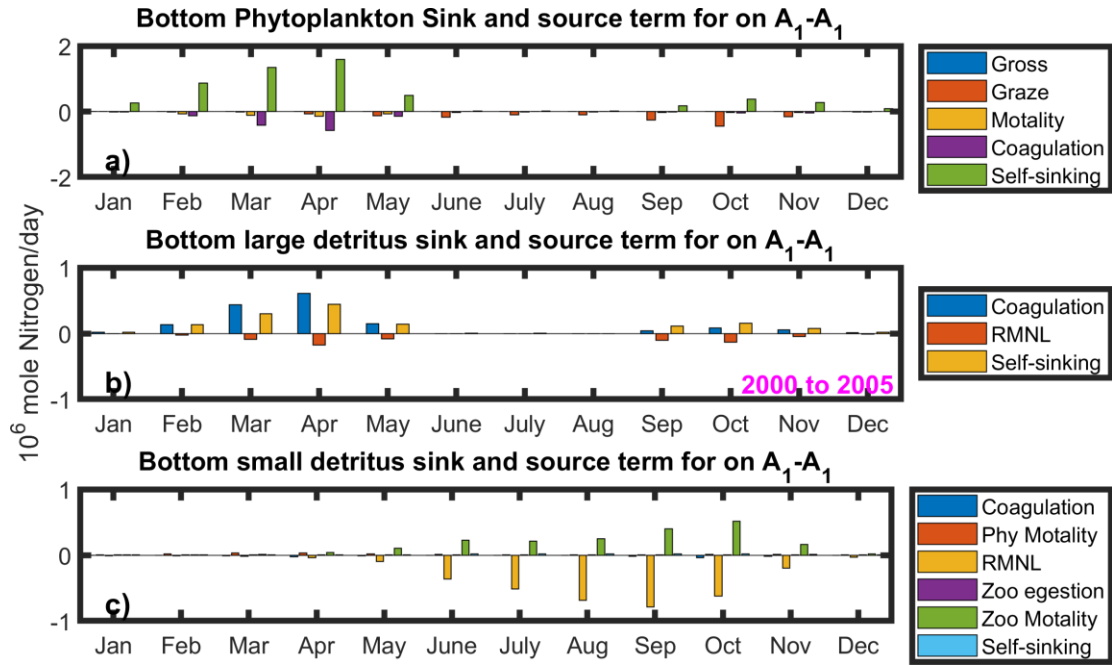 Bottom Phytoplankton Sink and source term for on A1-A1
2
0
-2
a)
Jan Feb Mar Apr May June July Aug Sep Oct Nov Dec
Gross
Graze
Motality
Coagulation
Self-sinking
10^6 mole Nitrogen/day
Bottom large detritus sink and source term for on A1-A1
1
0
-1
b)
2000 to 2005
Jan Feb Mar Apr May June July Aug Sep Oct Nov Dec
Coagulation
RMNL
Self-sinking
Bottom small detritus sink and source term for on A1-A1
1
0
-1
c)
Jan Feb Mar Apr May June July Aug Sep Oct Nov Dec
Coagulation
Phy Motality
RMNL
Zoo egestion
Zoo Motality
Self-sinking